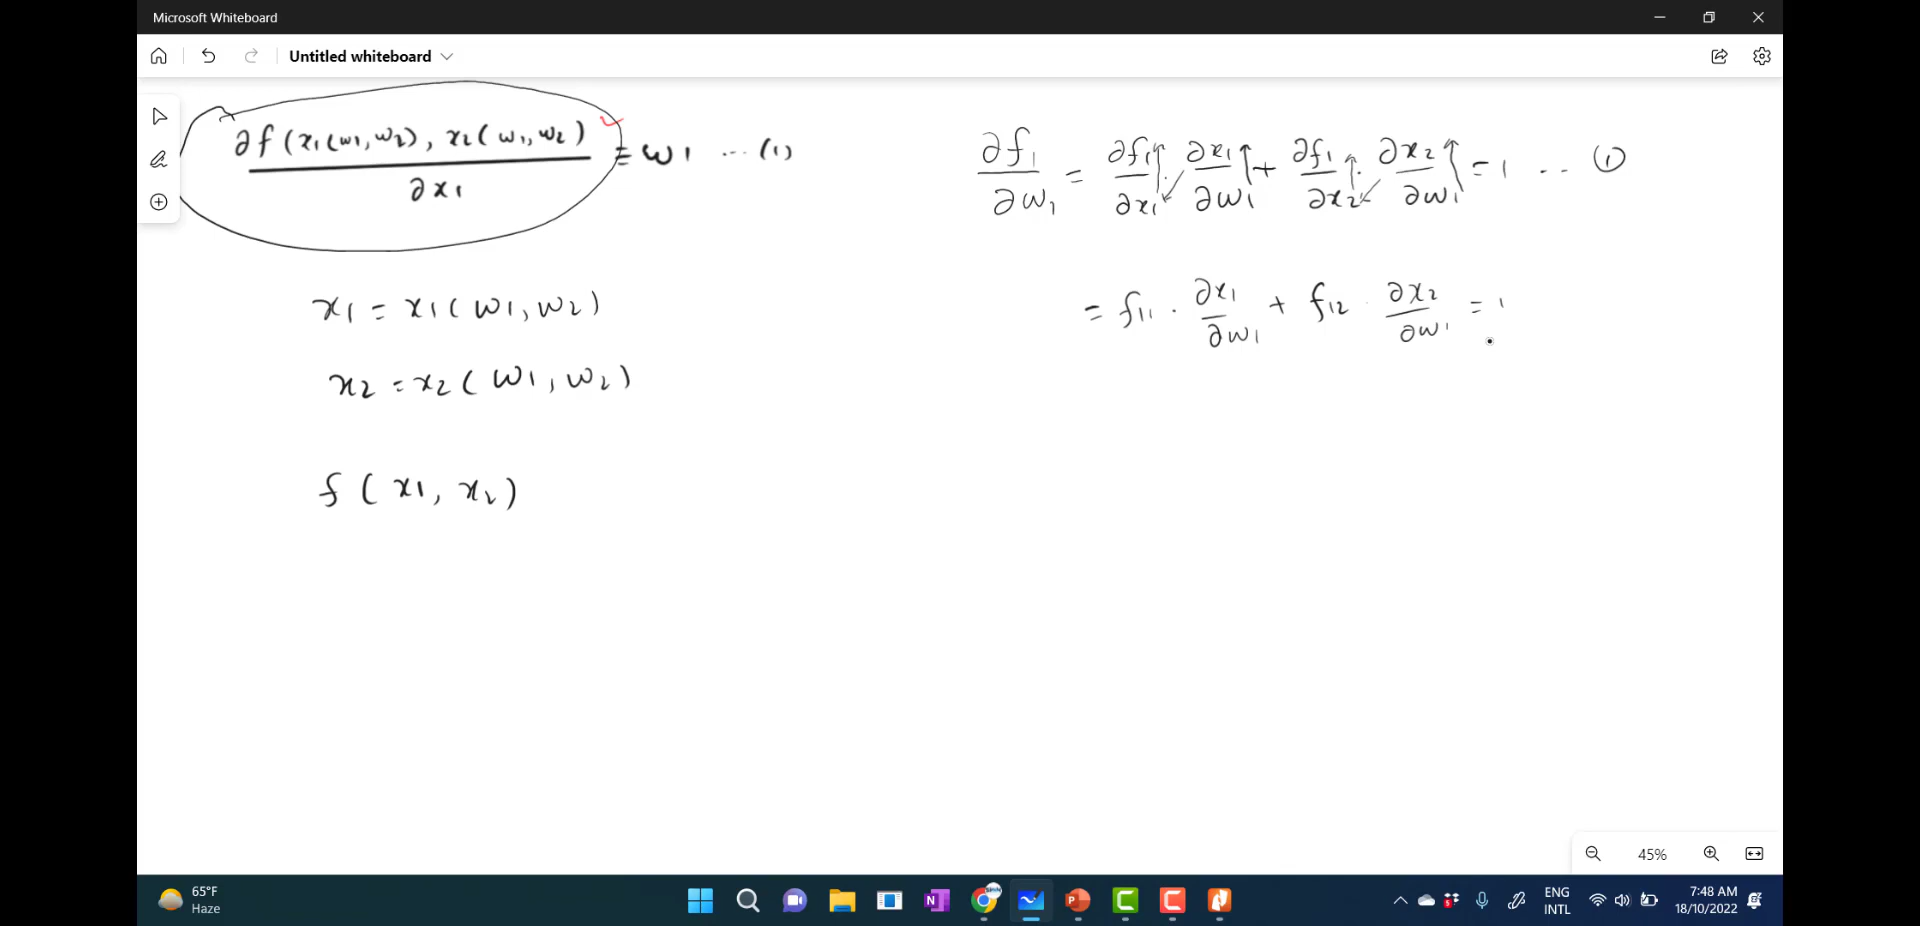 Microsoft Whiteboard
Untitled whiteboard
∂f(x1(w1,w2), x2(w1,w2)) / ∂x1 ≡ w1 ... (1)
x1 = x1(w1,w2)
x2 = x2(w1,w2)
f(x1,x2)
∂f1/∂w1 = ∂f1/∂x1 · ∂x1/∂w1 + ∂f1/∂x2 · ∂x2/∂w1 = 1 ... ①
= f11 · ∂x1/∂w1 + f12 · ∂x2/∂w1 = 1
45%
65°F
Haze
ENG
INTL
7:48 AM
18/10/2022